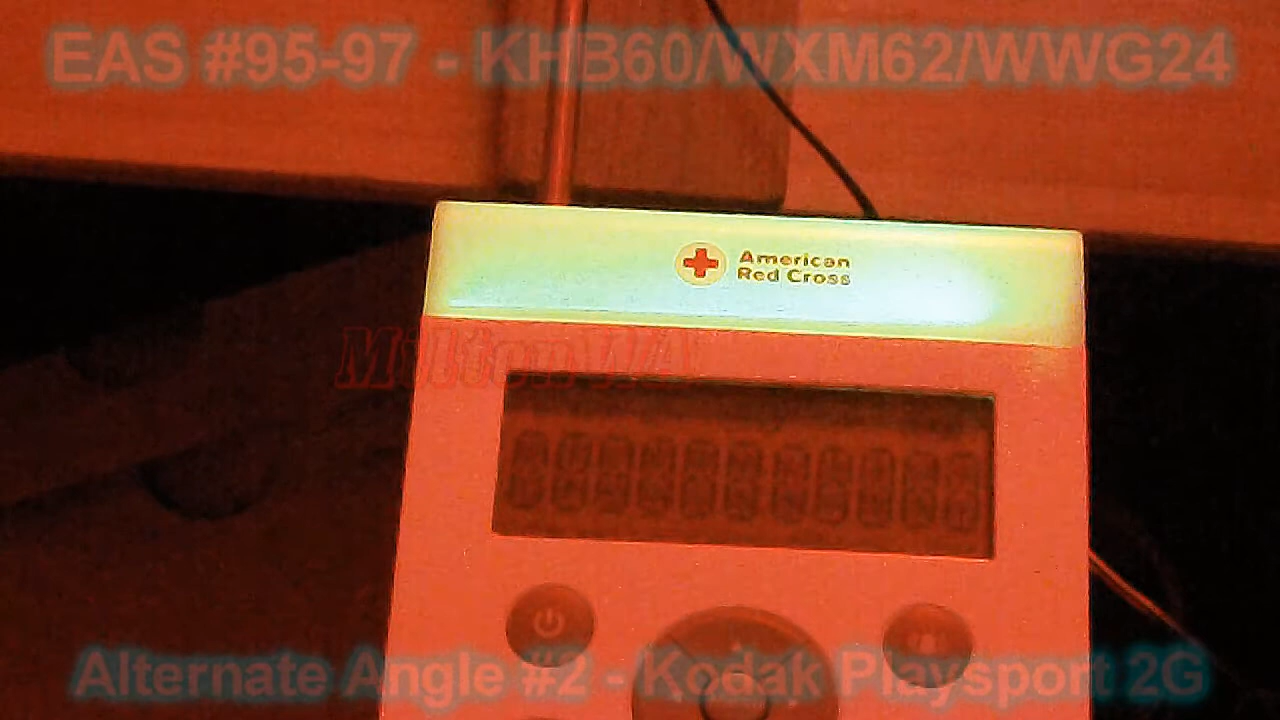 EAS #95-97 - KHB60/WXM62/WWG24
American
Red Cross
MiltonWA
Alternate Angle #2 - Kodak Playsport 2G